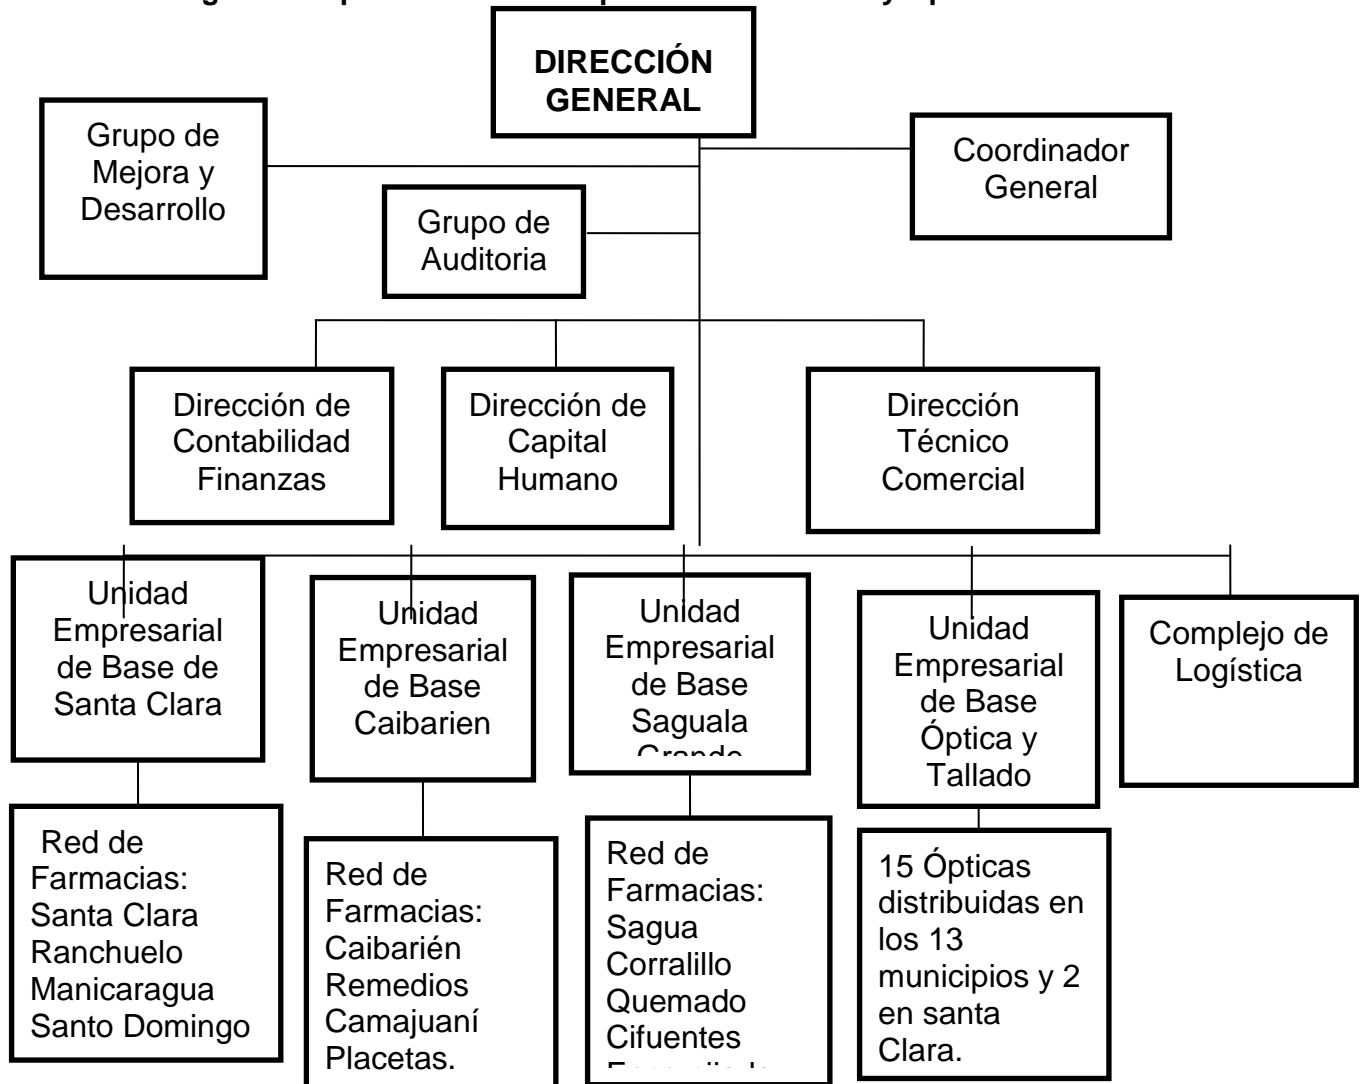 DIRECCIÓN
GENERAL
Grupo de
Mejora y
Desarrollo
Coordinador
General
Grupo de
Auditoria
Dirección de
Contabilidad
Finanzas
Dirección de
Capital
Humano
Dirección
Técnico
Comercial
Unidad
Empresarial
de Base de
Santa Clara
Unidad
Empresarial
de Base
Caibarien
Unidad
Empresarial
de Base
Saguala
Grande
Unidad
Empresarial
de Base
Óptica y
Tallado
Complejo de
Logística
Red de
Farmacias:
Santa Clara
Ranchuelo
Manicaragua
Santo Domingo
Red de
Farmacias:
Caibarién
Remedios
Camajuaní
Placetas.
Red de
Farmacias:
Sagua
Corralillo
Quemado
Cifuentes
15 Ópticas
distribuidas en
los 13
municipios y 2
en santa
Clara.